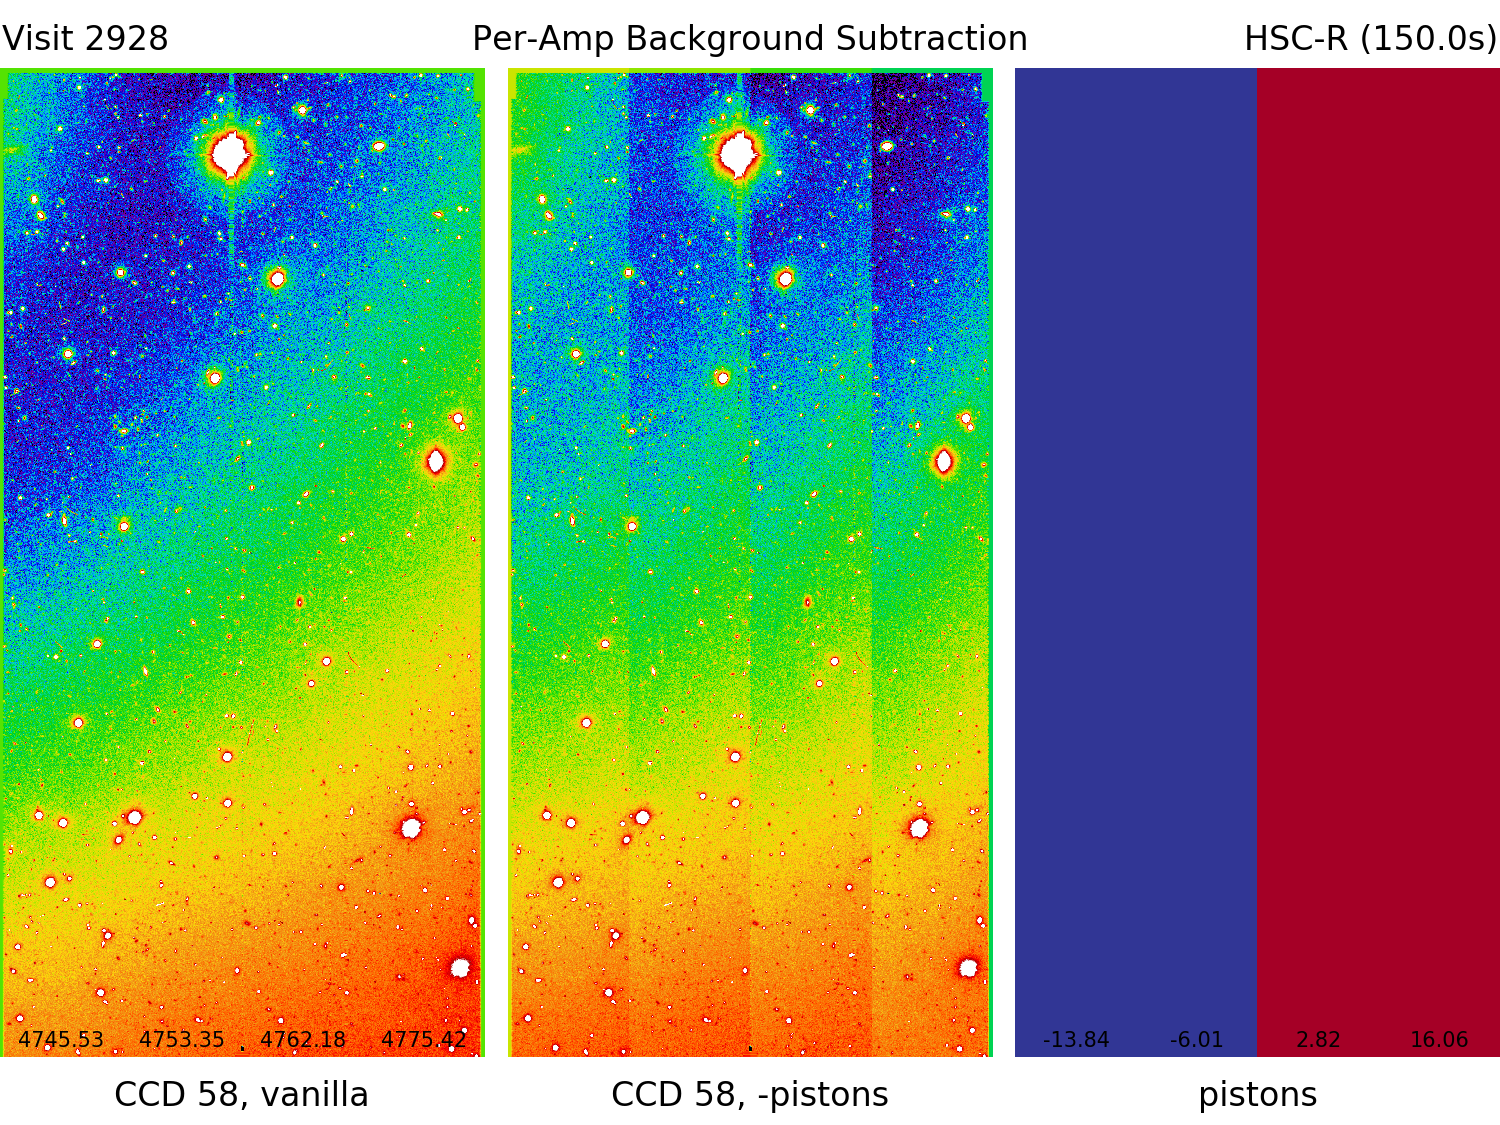 Visit 2928 Per-Amp Background Subtraction HSC-R (150.0s)
4745.53 4753.35 4762.18 4775.42 -13.84 -6.01 2.82 16.06
CCD 58, vanilla CCD 58, -pistons pistons